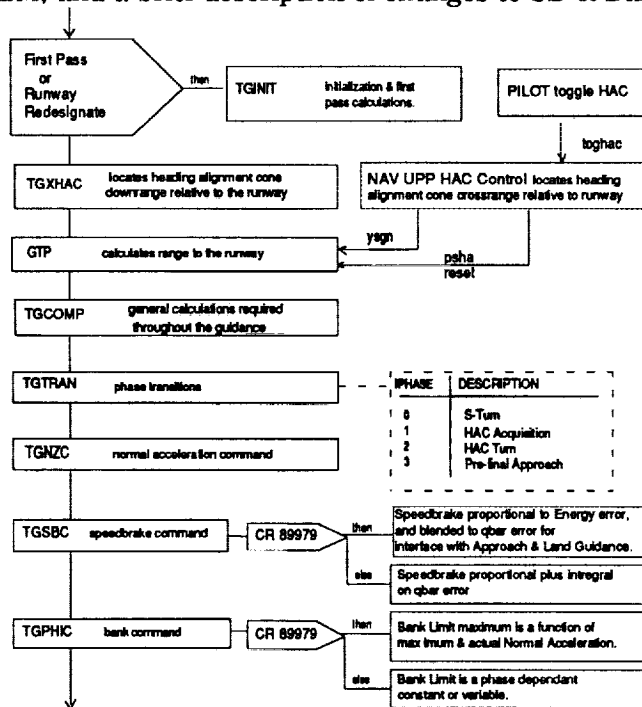 First Pass
or
Runway
Redesignate
then
TGINIT initialization & first
pass calculations.
PILOT toggle HAC
toghac
TGXHAC locates heading alignment cone
downrange relative to the runway
NAV UPP HAC Control locates heading
alignment cone crossrange relative to runway
ysgn
psha
reset
GTP calculates range to the runway
TGCOMP general calculations required
throughout the guidance
TGTRAN phase transitions
IPHASE DESCRIPTION
0 S-Turn
1 HAC Acquisition
2 HAC Turn
3 Pre-final Approach
TGNZC normal acceleration command
TGSBC speedbrake command
CR 89979
then
Speedbrake proportional to Energy error,
and blended to qbar error for
interface with Approach & Land Guidance.
else
Speedbrake proportional plus intregral
on qbar error
TGPHIC bank command
CR 89979
then
Bank Limit maximum is a function of
maximum & actual Normal Acceleration.
else
Bank Limit is a phase dependant
constant or variable.